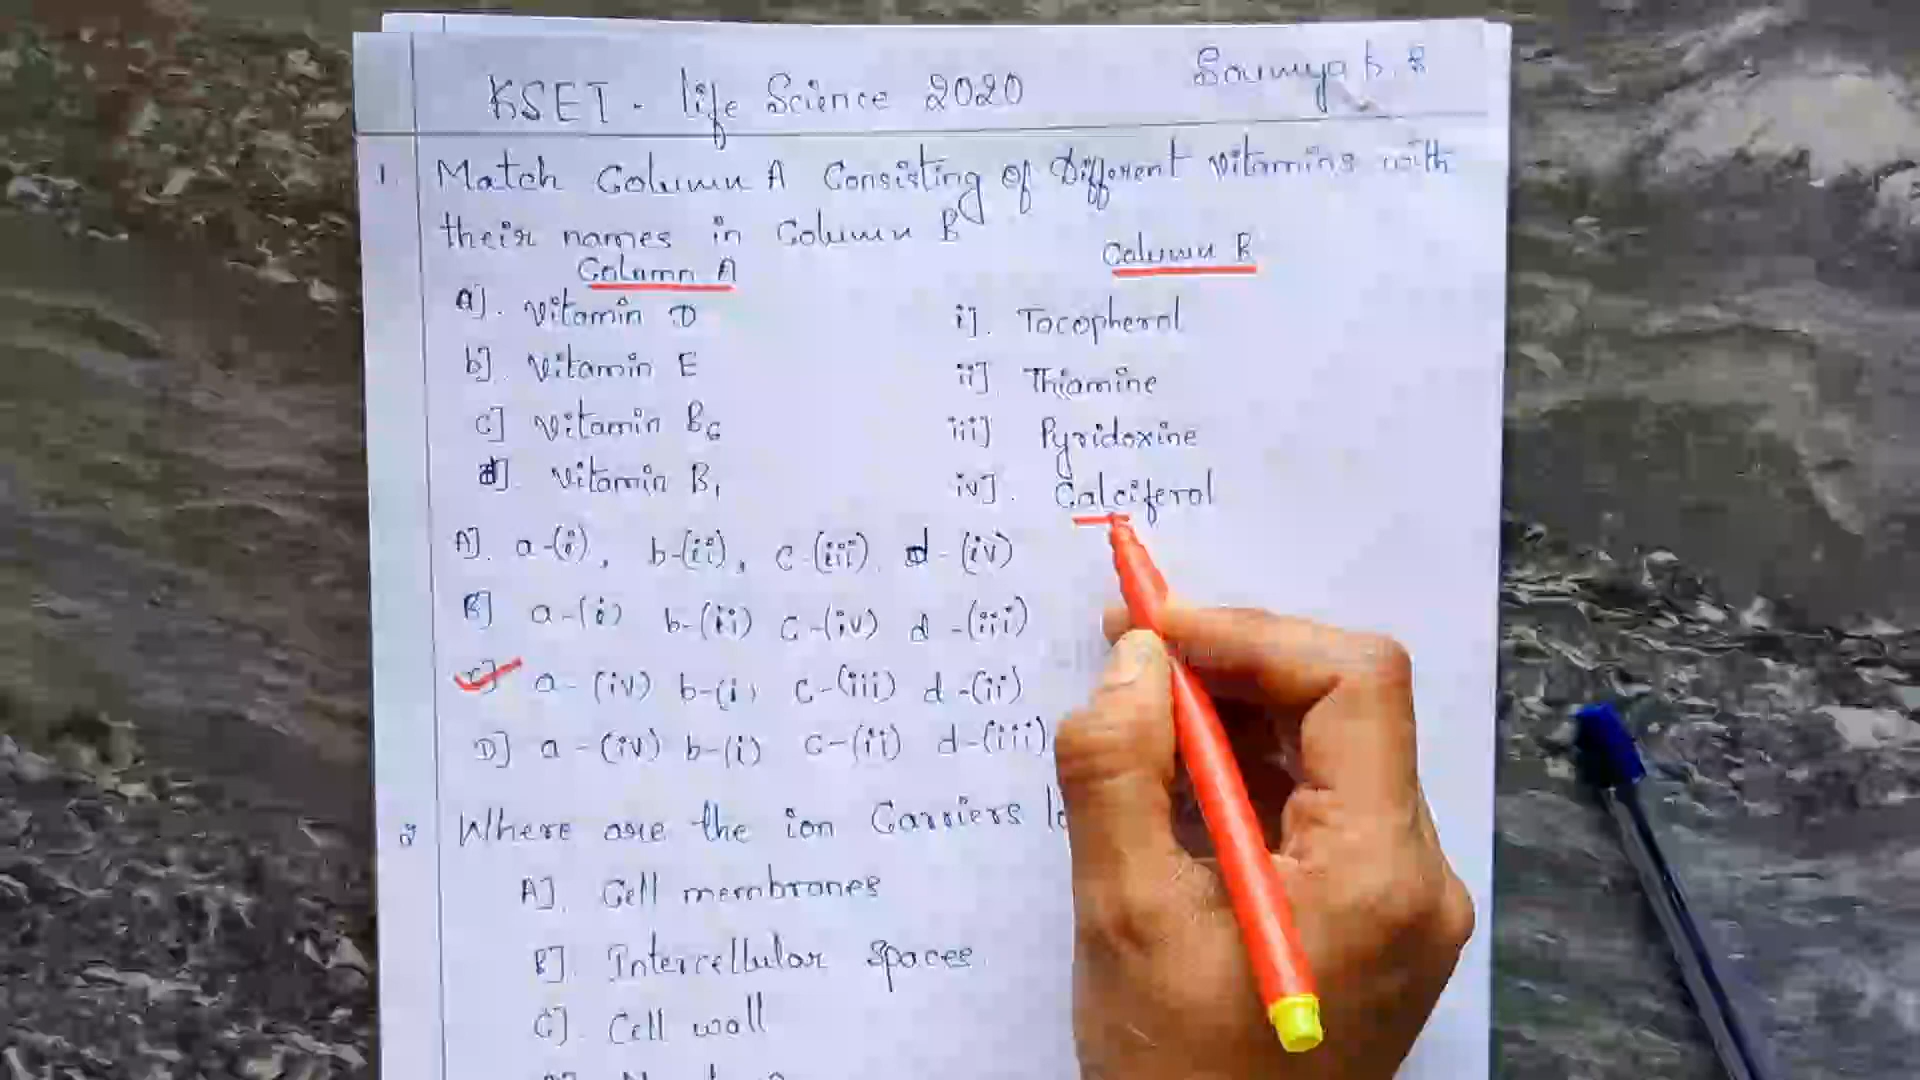 KSET - life Science 2020
Soumya b. B
1. Match Column A Consisting of Different vitamins with
their names in Column B
Column A
Column B
a]. Vitamin D
i]. Tocopherol
b]. Vitamin E
ii] Thiamine
c] Vitamin B6
iii] Pyridoxine
d]. Vitamin B1
iv]. Calciferol
A]. a-(i), b-(ii), c-(iii), d-(iv)
B] a-(i) b-(ii) c-(iv) d-(iii)
C] a-(iv) b-(i) c-(iii) d-(ii)
D] a-(iv) b-(i) c-(ii) d-(iii)
2 Where are the ion Carriers
A]. Cell membranes
B]. Intercellular spaces
C]. Cell wall